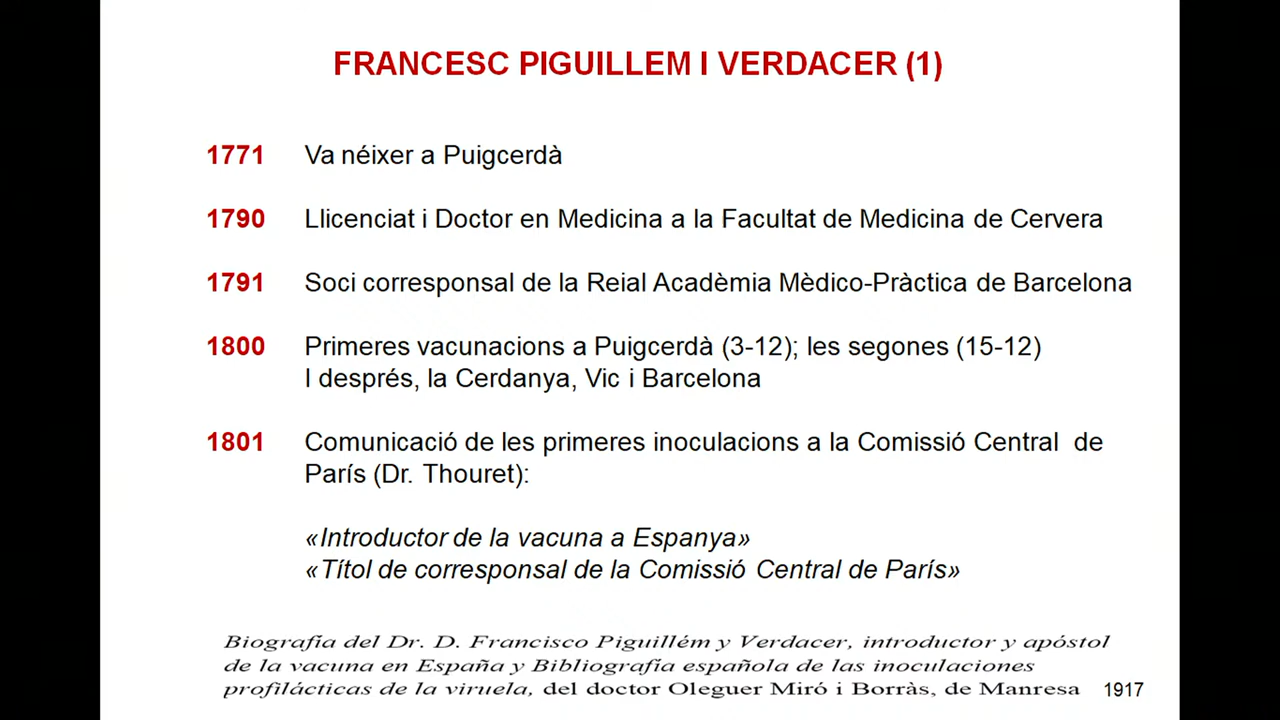 FRANCESC PIGUILLEM I VERDACER (1)
1771 Va néixer a Puigcerdà
1790 Llicenciat i Doctor en Medicina a la Facultat de Medicina de Cervera
1791 Soci corresponsal de la Reial Acadèmia Mèdico-Pràctica de Barcelona
1800 Primeres vacunacions a Puigcerdà (3-12); les segones (15-12)
I després, la Cerdanya, Vic i Barcelona
1801 Comunicació de les primeres inoculacions a la Comissió Central de
París (Dr. Thouret):
«Introductor de la vacuna a Espanya»
«Títol de corresponsal de la Comissió Central de París»
Biografía del Dr. D. Francisco Piguillém y Verdacer, introductor y apóstol
de la vacuna en España y Bibliografía española de las inoculaciones
profilácticas de la viruela, del doctor Oleguer Miró i Borràs, de Manresa 1917